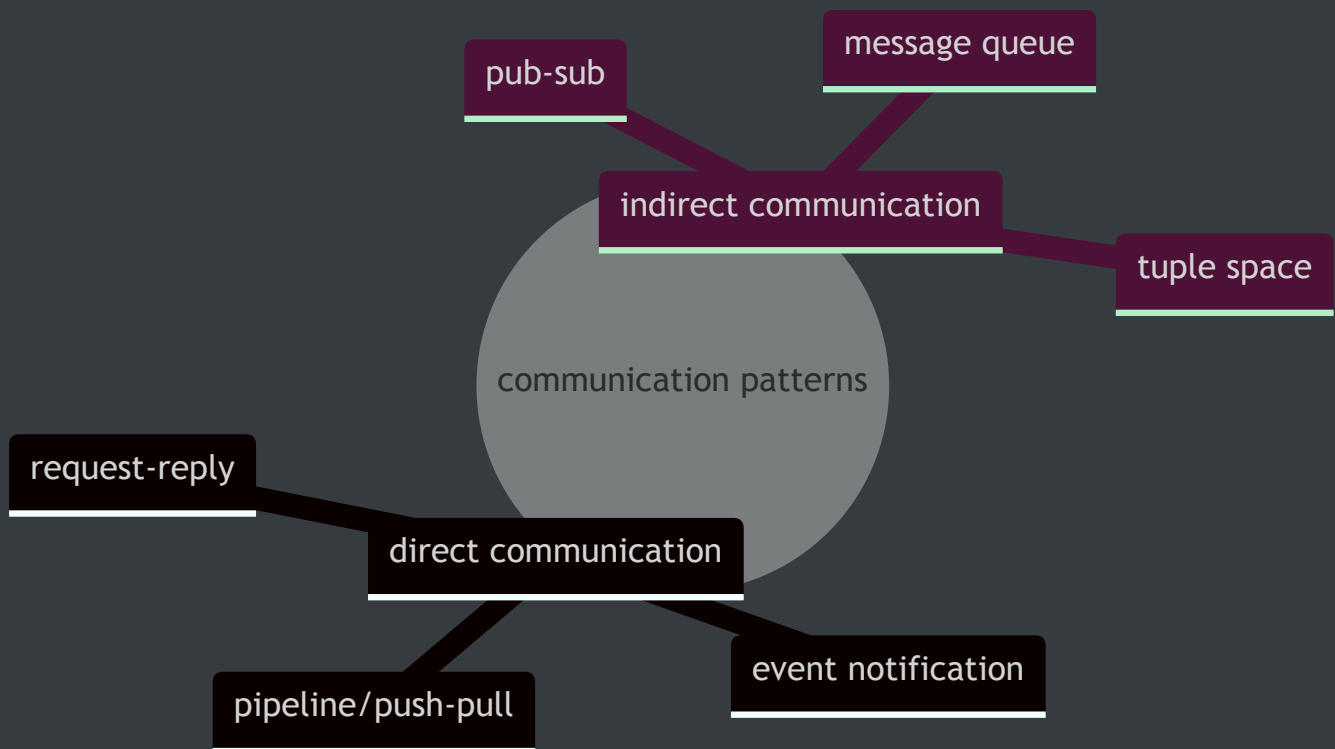 message queue
pub-sub
indirect communication
tuple space
communication patterns
request-reply
direct communication
event notification
pipeline/push-pull